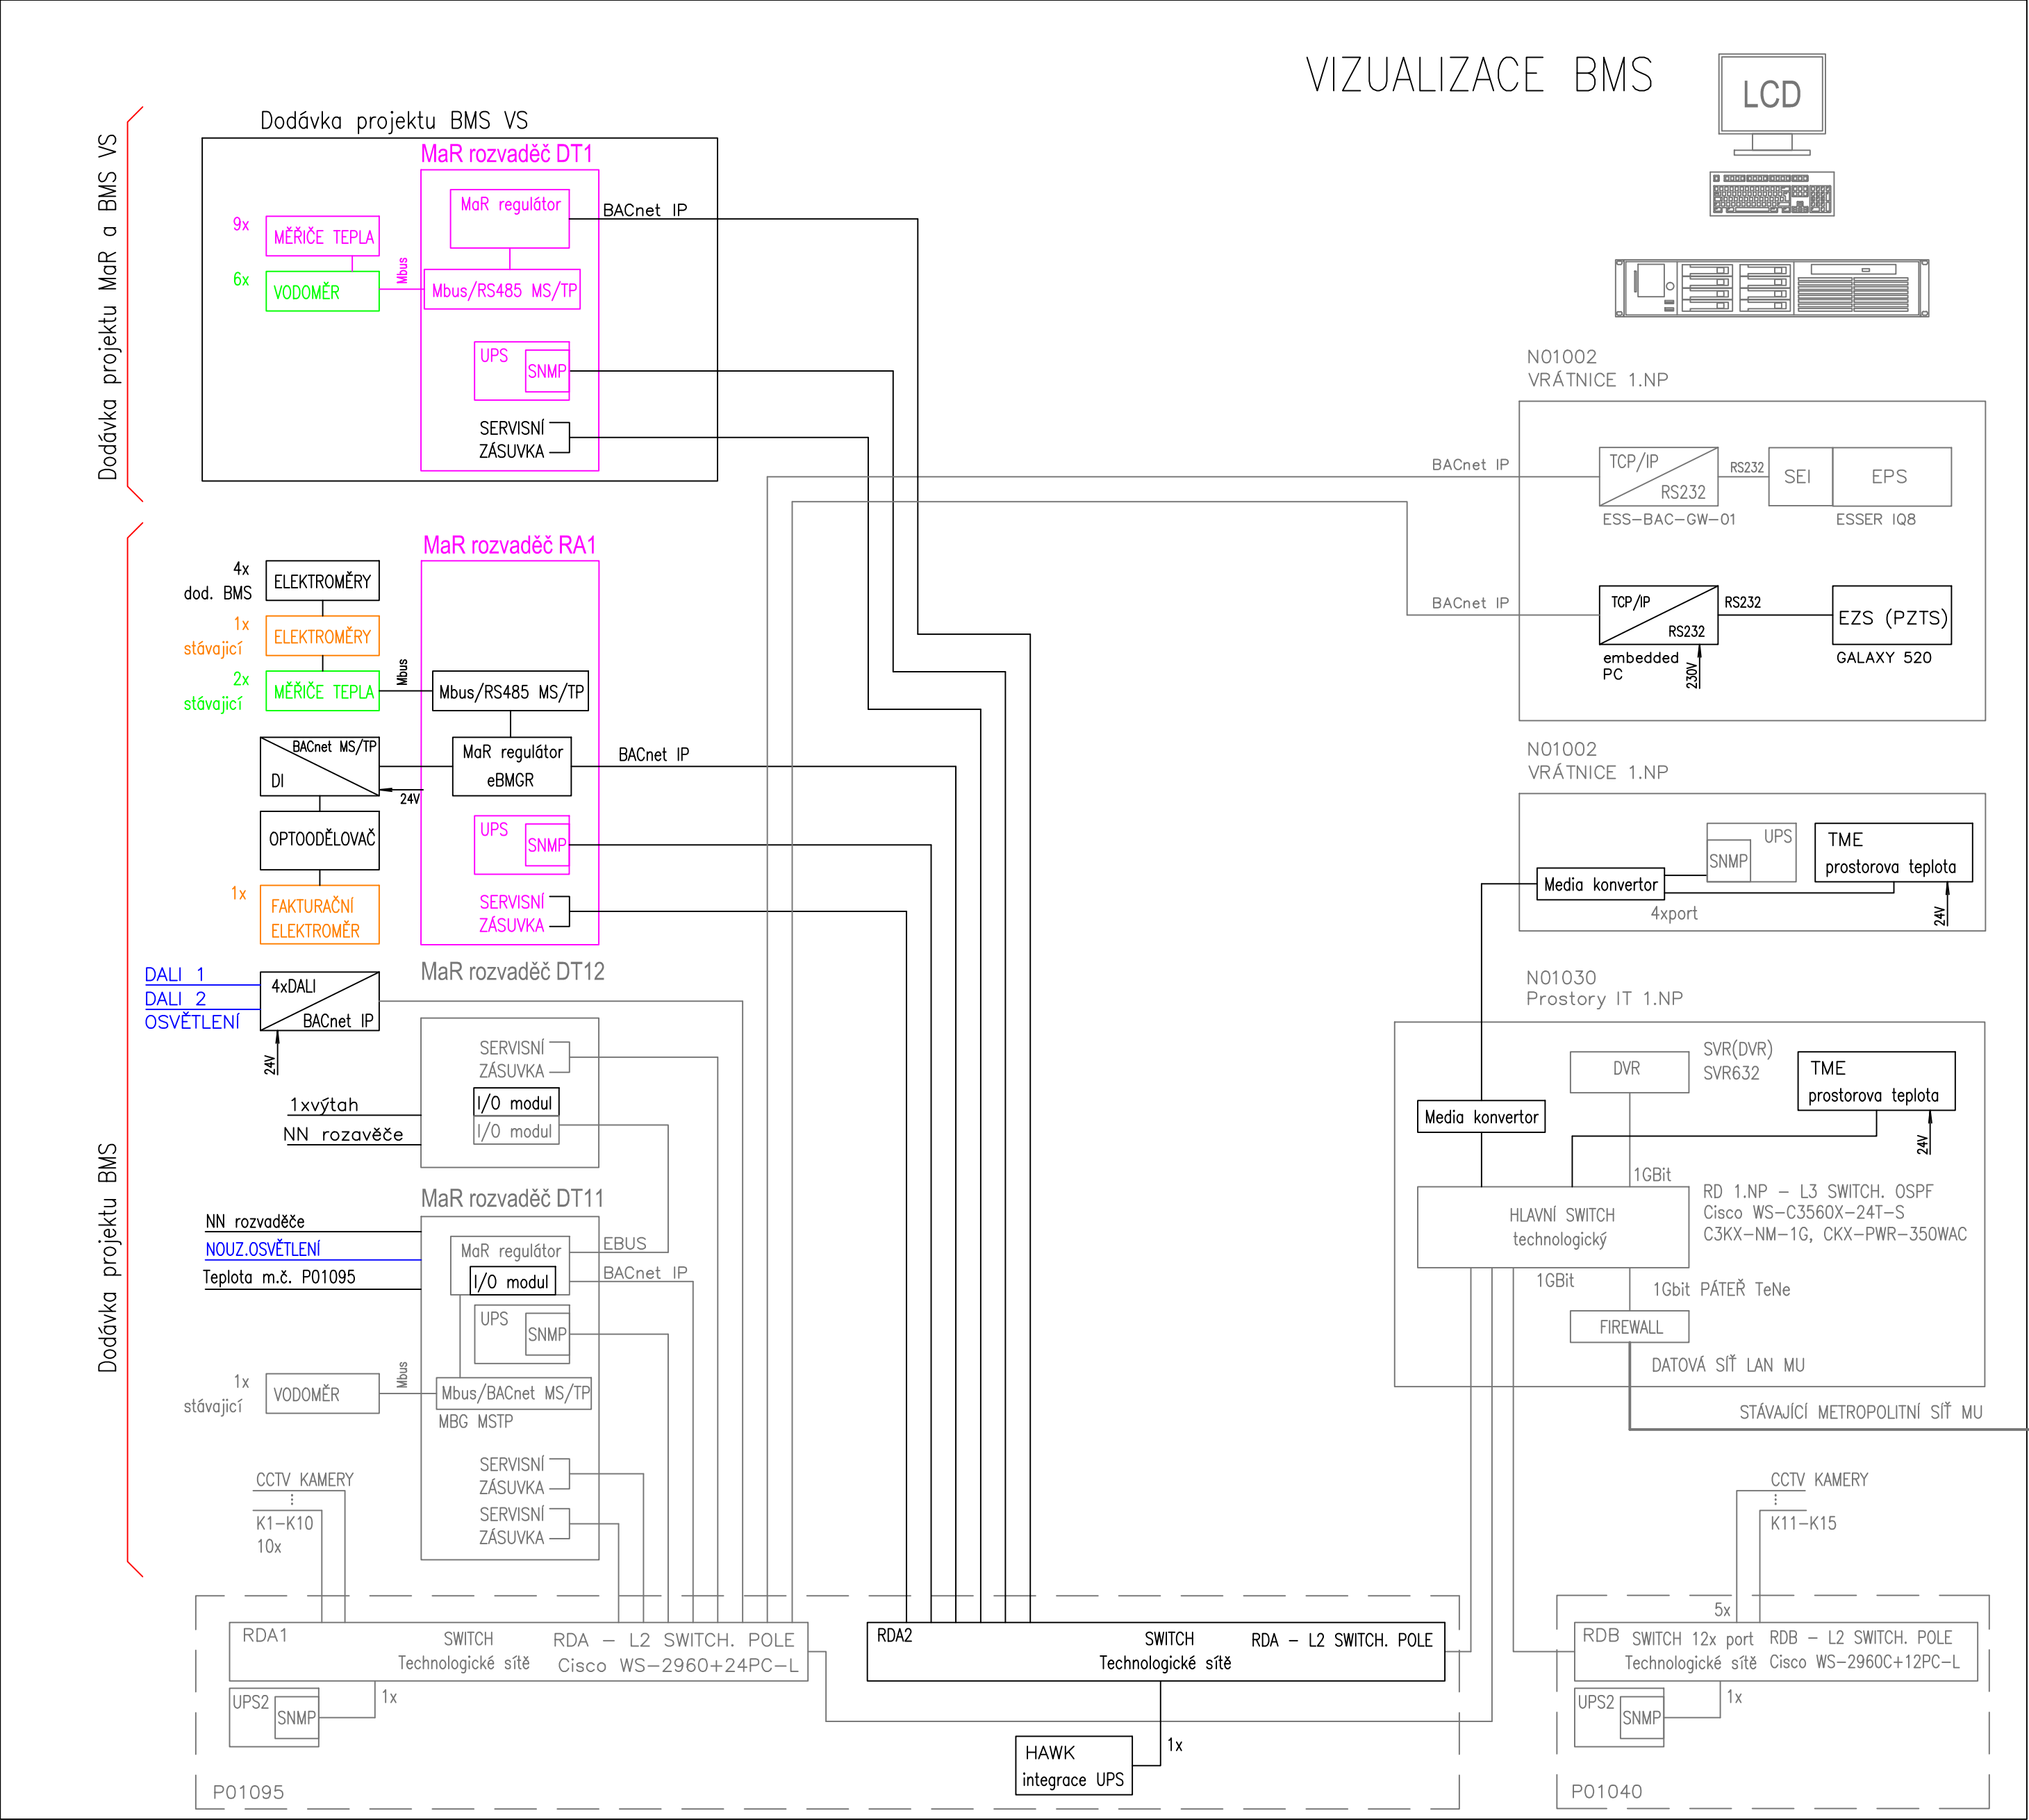 VIZUALIZACE BMS
LCD
Dodávka projektu MaR a BMS VS
Dodávka projektu BMS VS
MaR rozvaděč DT1
MaR regulátor
BACnet IP
9x
MĚŘIČE TEPLA
6x
VODOMĚR
Mbus
Mbus/RS485 MS/TP
UPS
SNMP
SERVISNÍ
ZÁSUVKA
N01002
VRÁTNICE 1.NP
BACnet IP
TCP/IP
RS232
RS232
SEI
EPS
ESS-BAC-GW-01
ESSER IQ8
BACnet IP
TCP/IP
RS232
RS232
EZS (PZTS)
embedded
PC
230V
GALAXY 520
Dodávka projektu BMS
MaR rozvaděč RA1
4x
dod. BMS
ELEKTROMĚRY
1x
stávajicí
ELEKTROMĚRY
2x
stávajicí
MĚŘIČE TEPLA
Mbus
Mbus/RS485 MS/TP
BACnet MS/TP
DI
24V
MaR regulátor
eBMGR
BACnet IP
OPTOODĚLOVAČ
UPS
SNMP
1x
FAKTURAČNÍ
ELEKTROMĚR
SERVISNÍ
ZÁSUVKA
N01002
VRÁTNICE 1.NP
UPS
SNMP
TME
prostorova teplota
Media konvertor
4xport
24V
DALI 1
DALI 2
OSVĚTLENÍ
4xDALI
BACnet IP
24V
MaR rozvaděč DT12
SERVISNÍ
ZÁSUVKA
I/O modul
I/O modul
1xvýtah
NN rozavěče
N01030
Prostory IT 1.NP
DVR
SVR(DVR)
SVR632
TME
prostorova teplota
24V
Media konvertor
1GBit
HLAVNÍ SWITCH
technologický
RD 1.NP - L3 SWITCH. OSPF
Cisco WS-C3560X-24T-S
C3KX-NM-1G, CKX-PWR-350WAC
1GBit
1Gbit PÁTEŘ TeNe
FIREWALL
DATOVÁ SÍŤ LAN MU
STÁVAJÍCÍ METROPOLITNÍ SÍŤ MU
MaR rozvaděč DT11
NN rozvaděče
NOUZ.OSVĚTLENÍ
Teplota m.č. P01095
MaR regulátor
I/O modul
EBUS
BACnet IP
UPS
SNMP
1x
stávajicí
VODOMĚR
Mbus
Mbus/BACnet MS/TP
MBG MSTP
SERVISNÍ
ZÁSUVKA
SERVISNÍ
ZÁSUVKA
CCTV KAMERY
K1-K10
10x
CCTV KAMERY
K11-K15
5x
RDA1
SWITCH
Technologické sítě
RDA - L2 SWITCH. POLE
Cisco WS-2960+24PC-L
UPS2
SNMP
1x
P01095
RDA2
SWITCH
Technologické sítě
RDA - L2 SWITCH. POLE
HAWK
integrace UPS
1x
RDB
SWITCH 12x port
Technologické sítě
RDB - L2 SWITCH. POLE
Cisco WS-2960C+12PC-L
UPS2
SNMP
1x
P01040